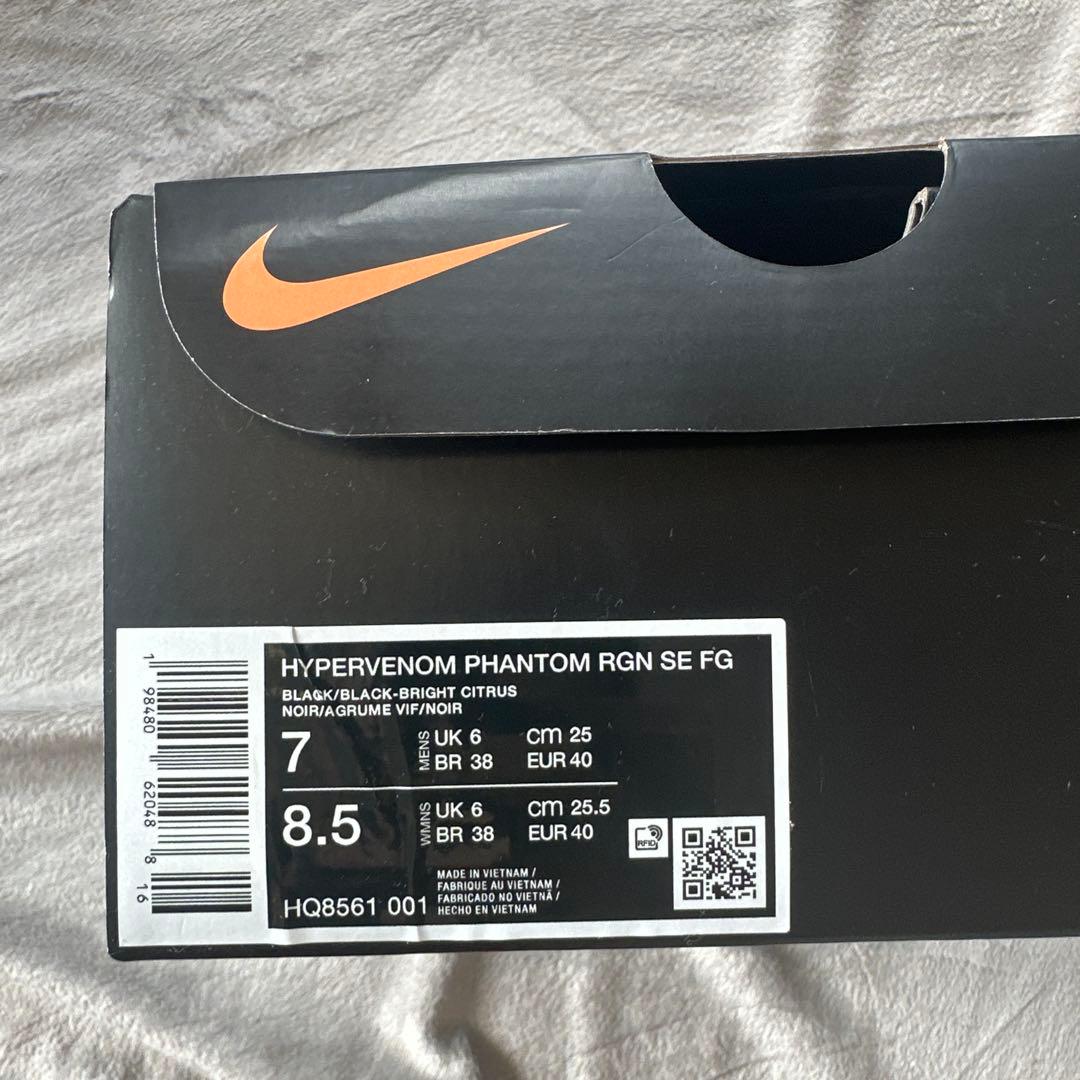 HYPERVENOM PHANTOM RGN SE FG
BLACK/BLACK-BRIGHT CITRUS
NOIR/AGRUME VIF/NOIR
7
MENS
UK 6
CM 25
BR 38
EUR 40
8.5
WMNS
UK 6
CM 25.5
BR 38
EUR 40
RFID
HQ8561 001
MADE IN VIETNAM /
FABRIQUE AU VIETNAM /
FABRICADO NO VIETNÃ /
HECHO EN VIETNAM
1 98480 62048 8 16